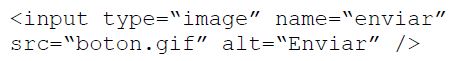 <input type=“image” name=“enviar”
src=“boton.gif” alt=“Enviar” />